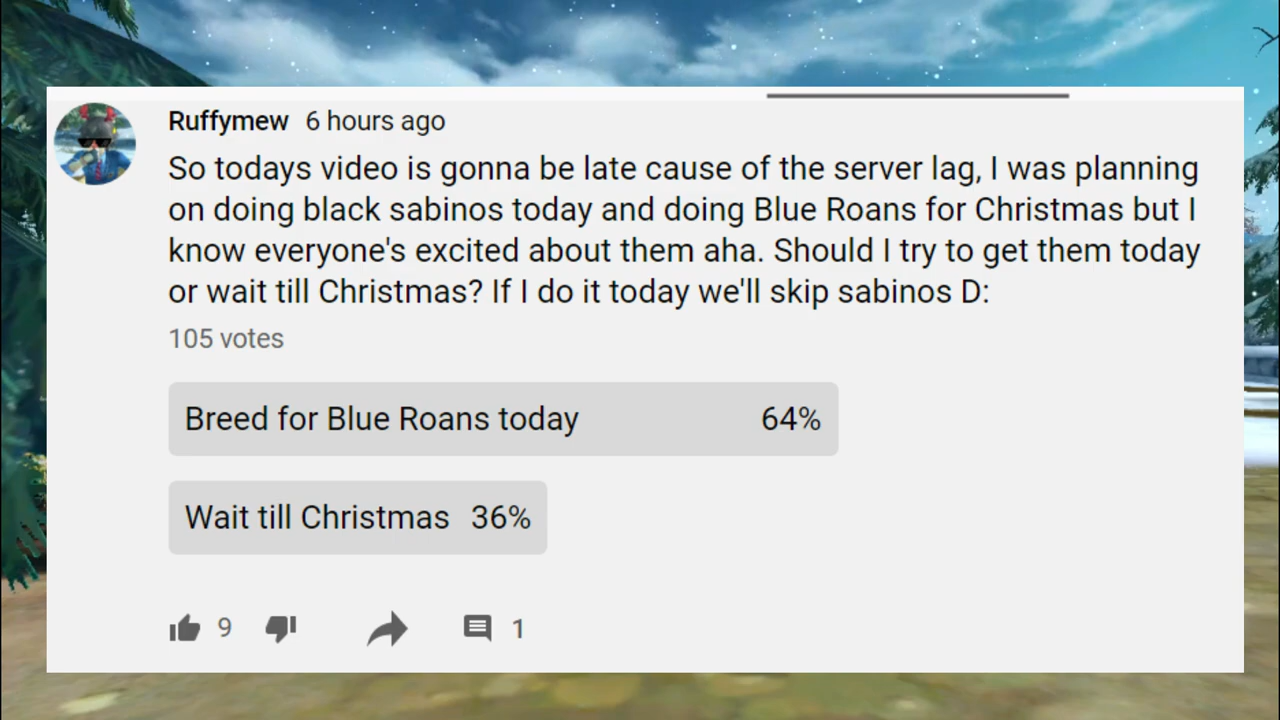 Ruffymew 6 hours ago
So todays video is gonna be late cause of the server lag, I was planning
on doing black sabinos today and doing Blue Roans for Christmas but I
know everyone's excited about them aha. Should I try to get them today
or wait till Christmas? If I do it today we'll skip sabinos D:
105 votes
Breed for Blue Roans today 64%
Wait till Christmas 36%
9 1